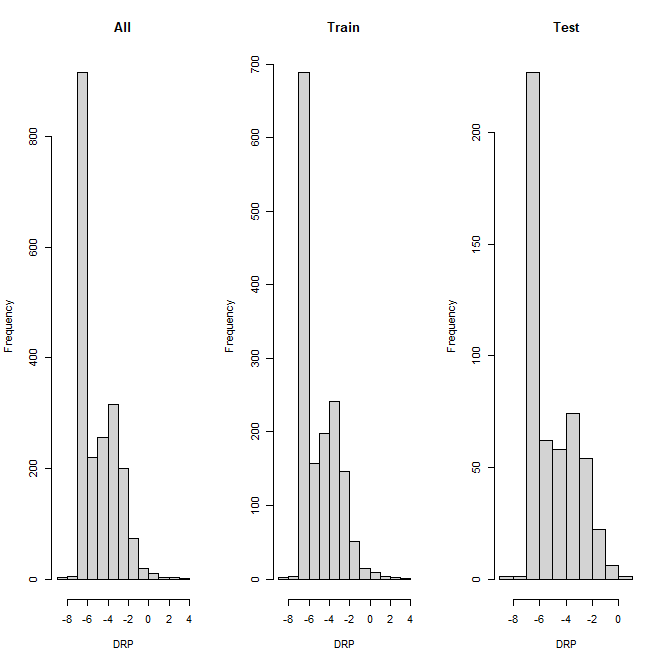 All
Frequency
0 200 400 600 800
-8 -6 -4 -2 0 2 4
DRP
Train
Frequency
0 100 200 300 400 500 600 700
-8 -6 -4 -2 0 2 4
DRP
Test
Frequency
0 50 100 150 200
-8 -6 -4 -2 0
DRP